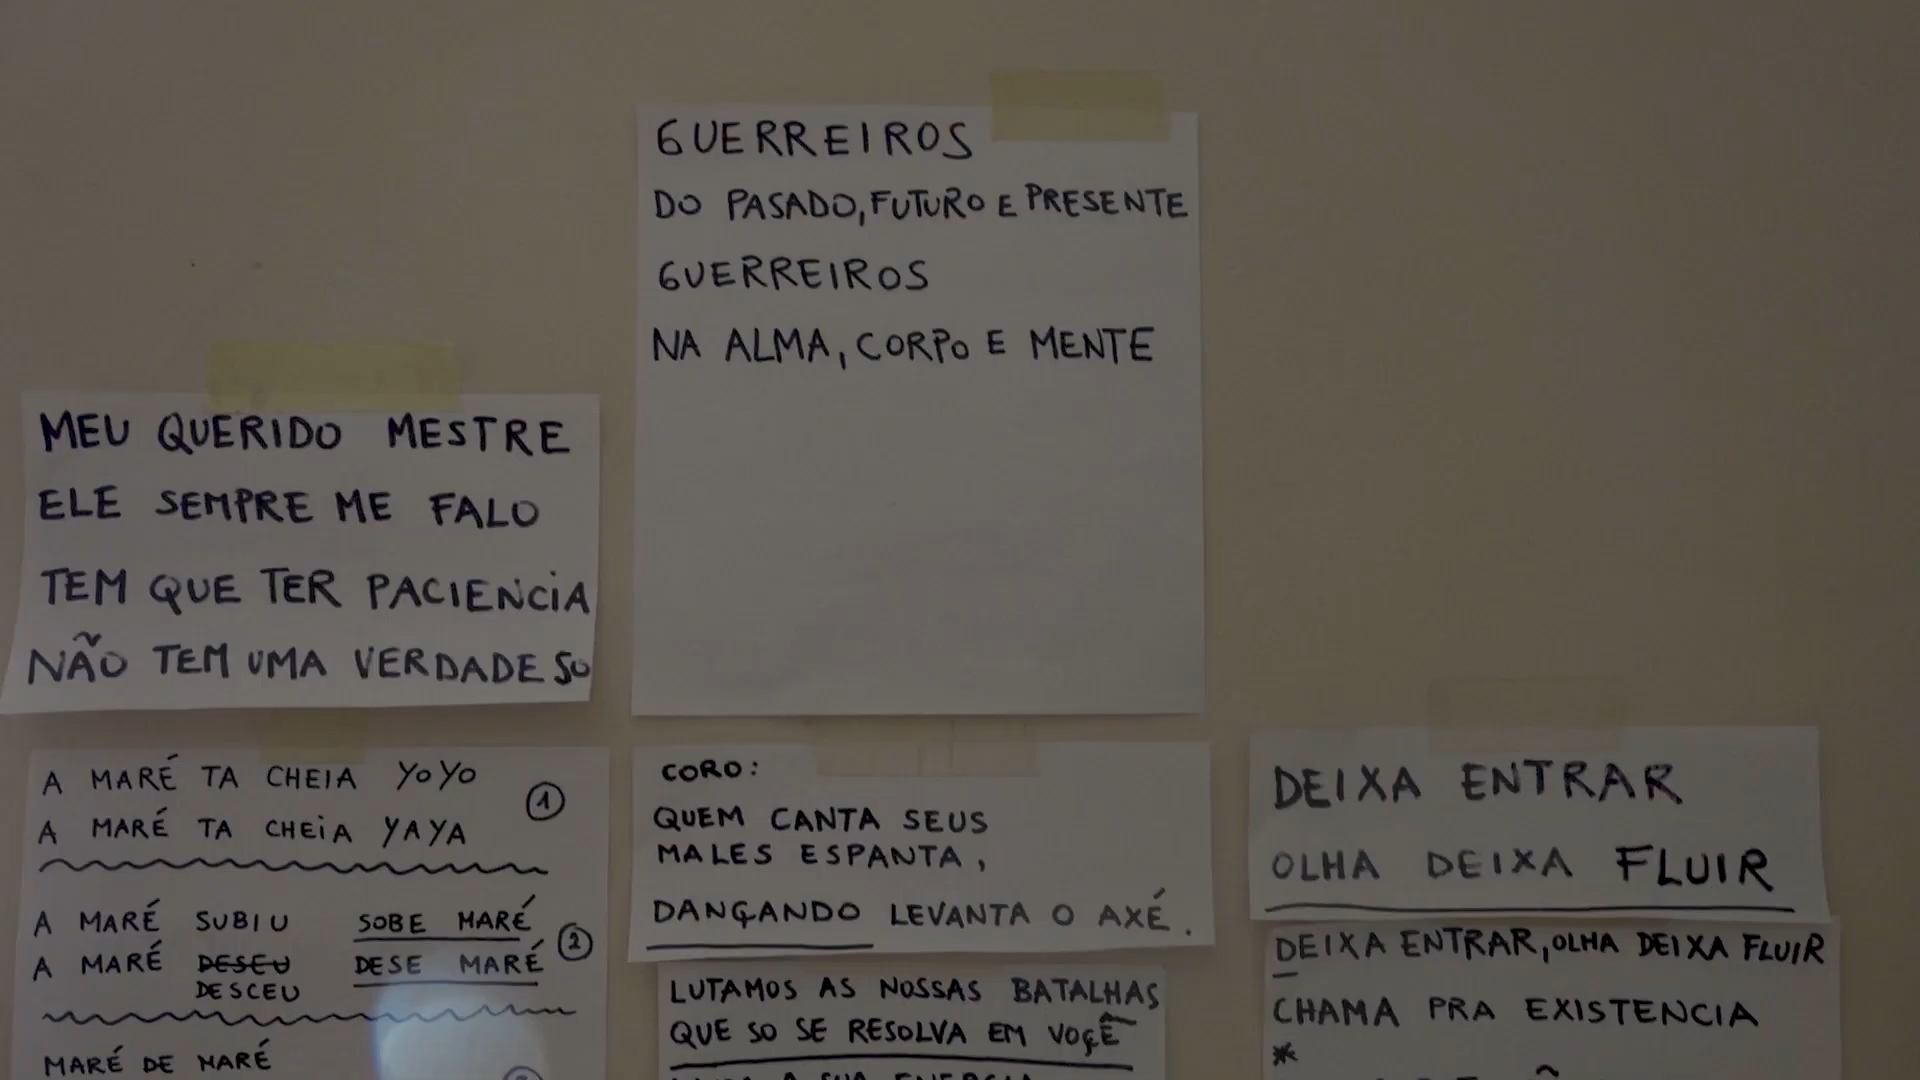 GUERREIROS
DO PASADO, FUTURO E PRESENTE
GUERREIROS
NA ALMA, CORPO E MENTE
MEU QUERIDO MESTRE
ELE SEMPRE ME FALO
TEM QUE TER PACIENCIA
NÃO TEM UMA VERDADE SO
A MARÉ TA CHEIA YOYO
A MARÉ TA CHEIA YAYA
1
A MARÉ SUBIU SOBE MARÉ
A MARÉ DESEU DESE MARÉ
DESCEU
2
MARÉ DE MARÉ
CORO:
QUEM CANTA SEUS
MALES ESPANTA,
DANÇANDO LEVANTA O AXÉ.
LUTAMOS AS NOSSAS BATALHAS
QUE SO SE RESOLVA EM VOÇÊ
DEIXA ENTRAR
OLHA DEIXA FLUIR
DEIXA ENTRAR, OLHA DEIXA FLUIR
CHAMA PRA EXISTENCIA
*